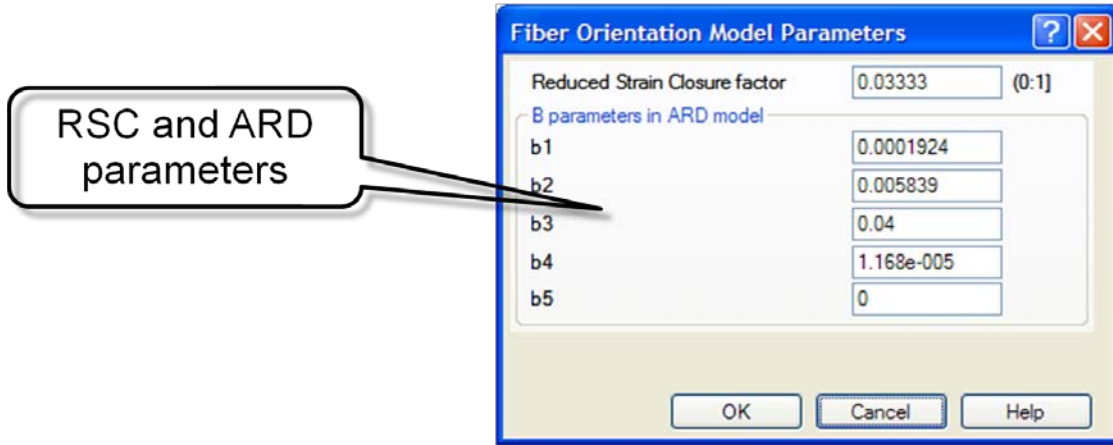 Fiber Orientation Model Parameters
Reduced Strain Closure factor 0.03333 (0:1]
B parameters in ARD model
b1 0.0001924
b2 0.005839
b3 0.04
b4 1.168e-005
b5 0
OK Cancel Help
RSC and ARD
parameters